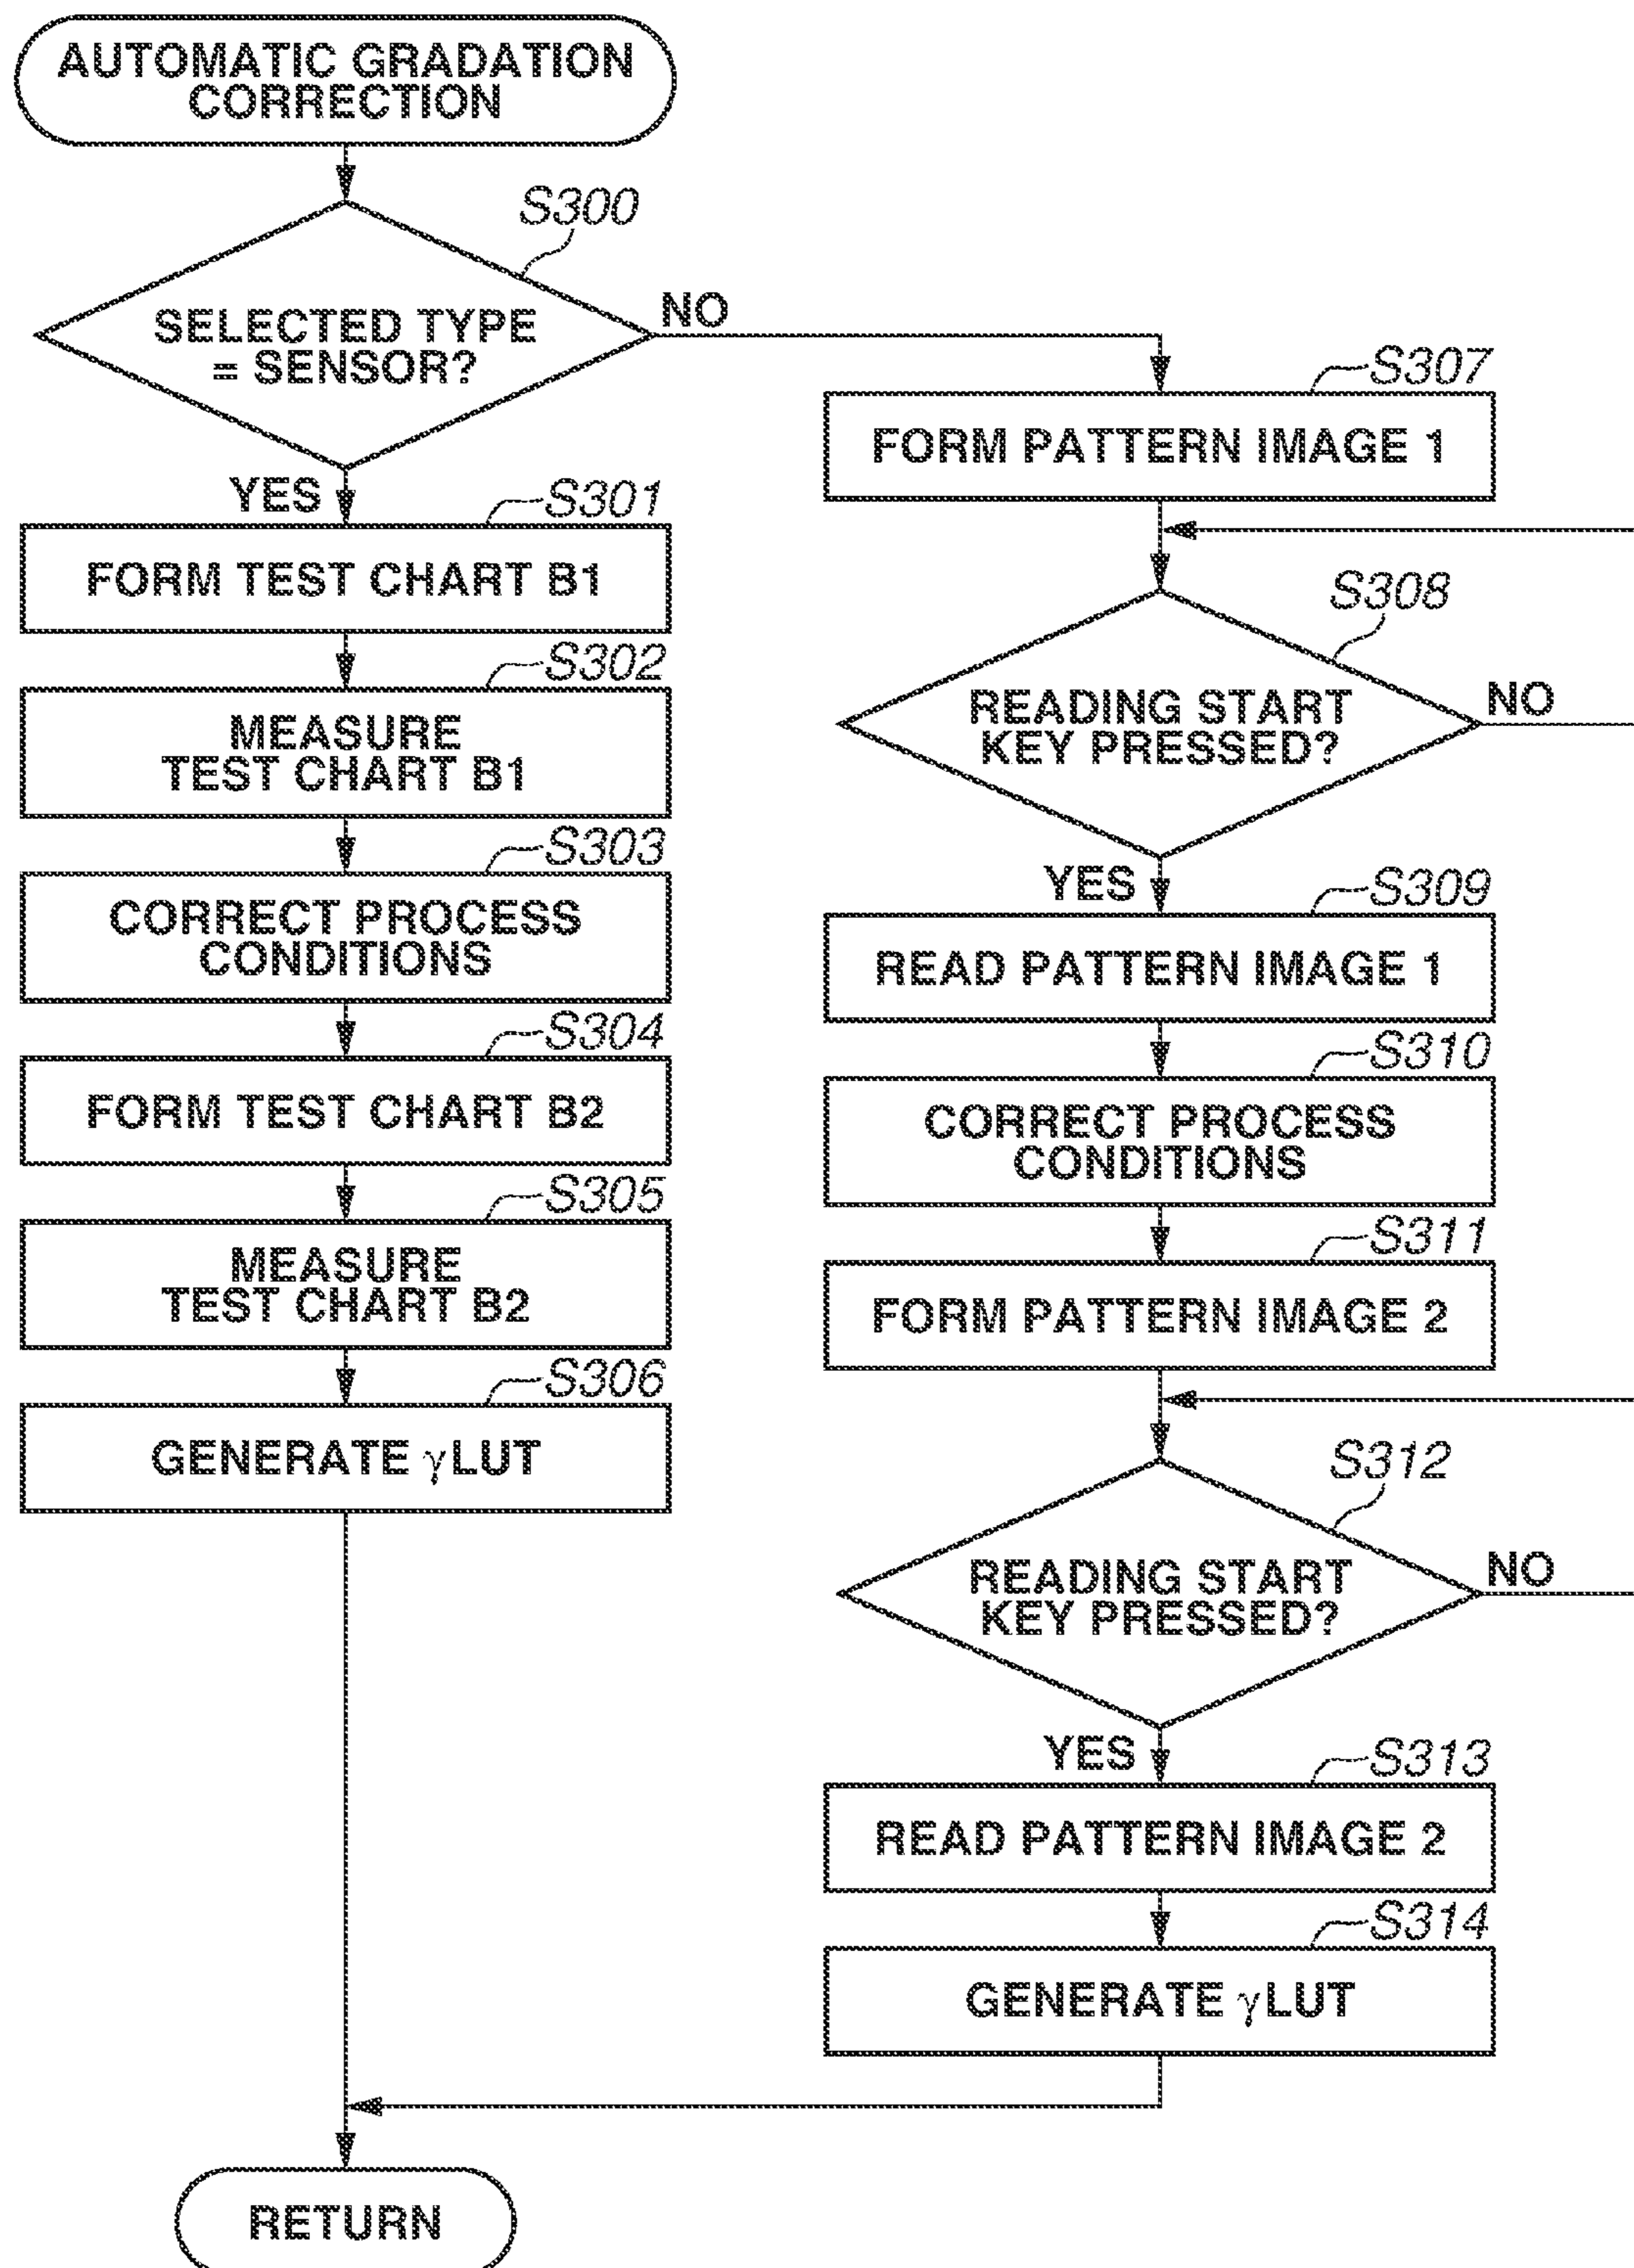 AUTOMATIC GRADATION
CORRECTION
S300
SELECTED TYPE
= SENSOR?
NO
YES
S301
FORM TEST CHART B1
S302
MEASURE
TEST CHART B1
S303
CORRECT PROCESS
CONDITIONS
S304
FORM TEST CHART B2
S305
MEASURE
TEST CHART B2
S306
GENERATE γLUT
S307
FORM PATTERN IMAGE 1
S308
READING START
KEY PRESSED?
NO
YES
S309
READ PATTERN IMAGE 1
S310
CORRECT PROCESS
CONDITIONS
S311
FORM PATTERN IMAGE 2
S312
READING START
KEY PRESSED?
NO
YES
S313
READ PATTERN IMAGE 2
S314
GENERATE γLUT
RETURN